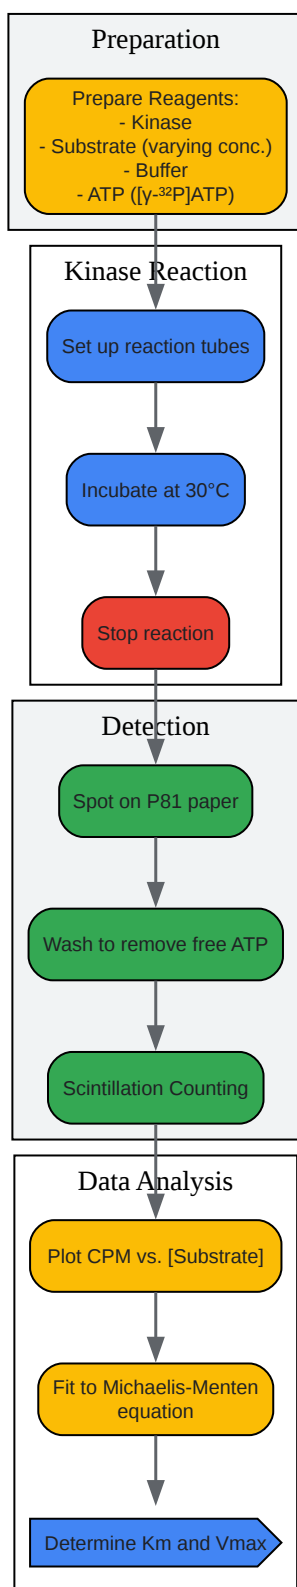 Preparation
Prepare Reagents:
- Kinase
- Substrate (varying conc.)
- Buffer
- ATP ([γ-³²P]ATP)
Kinase Reaction
Set up reaction tubes
Incubate at 30°C
Stop reaction
Detection
Spot on P81 paper
Wash to remove free ATP
Scintillation Counting
Data Analysis
Plot CPM vs. [Substrate]
Fit to Michaelis-Menten
equation
Determine Km and Vmax